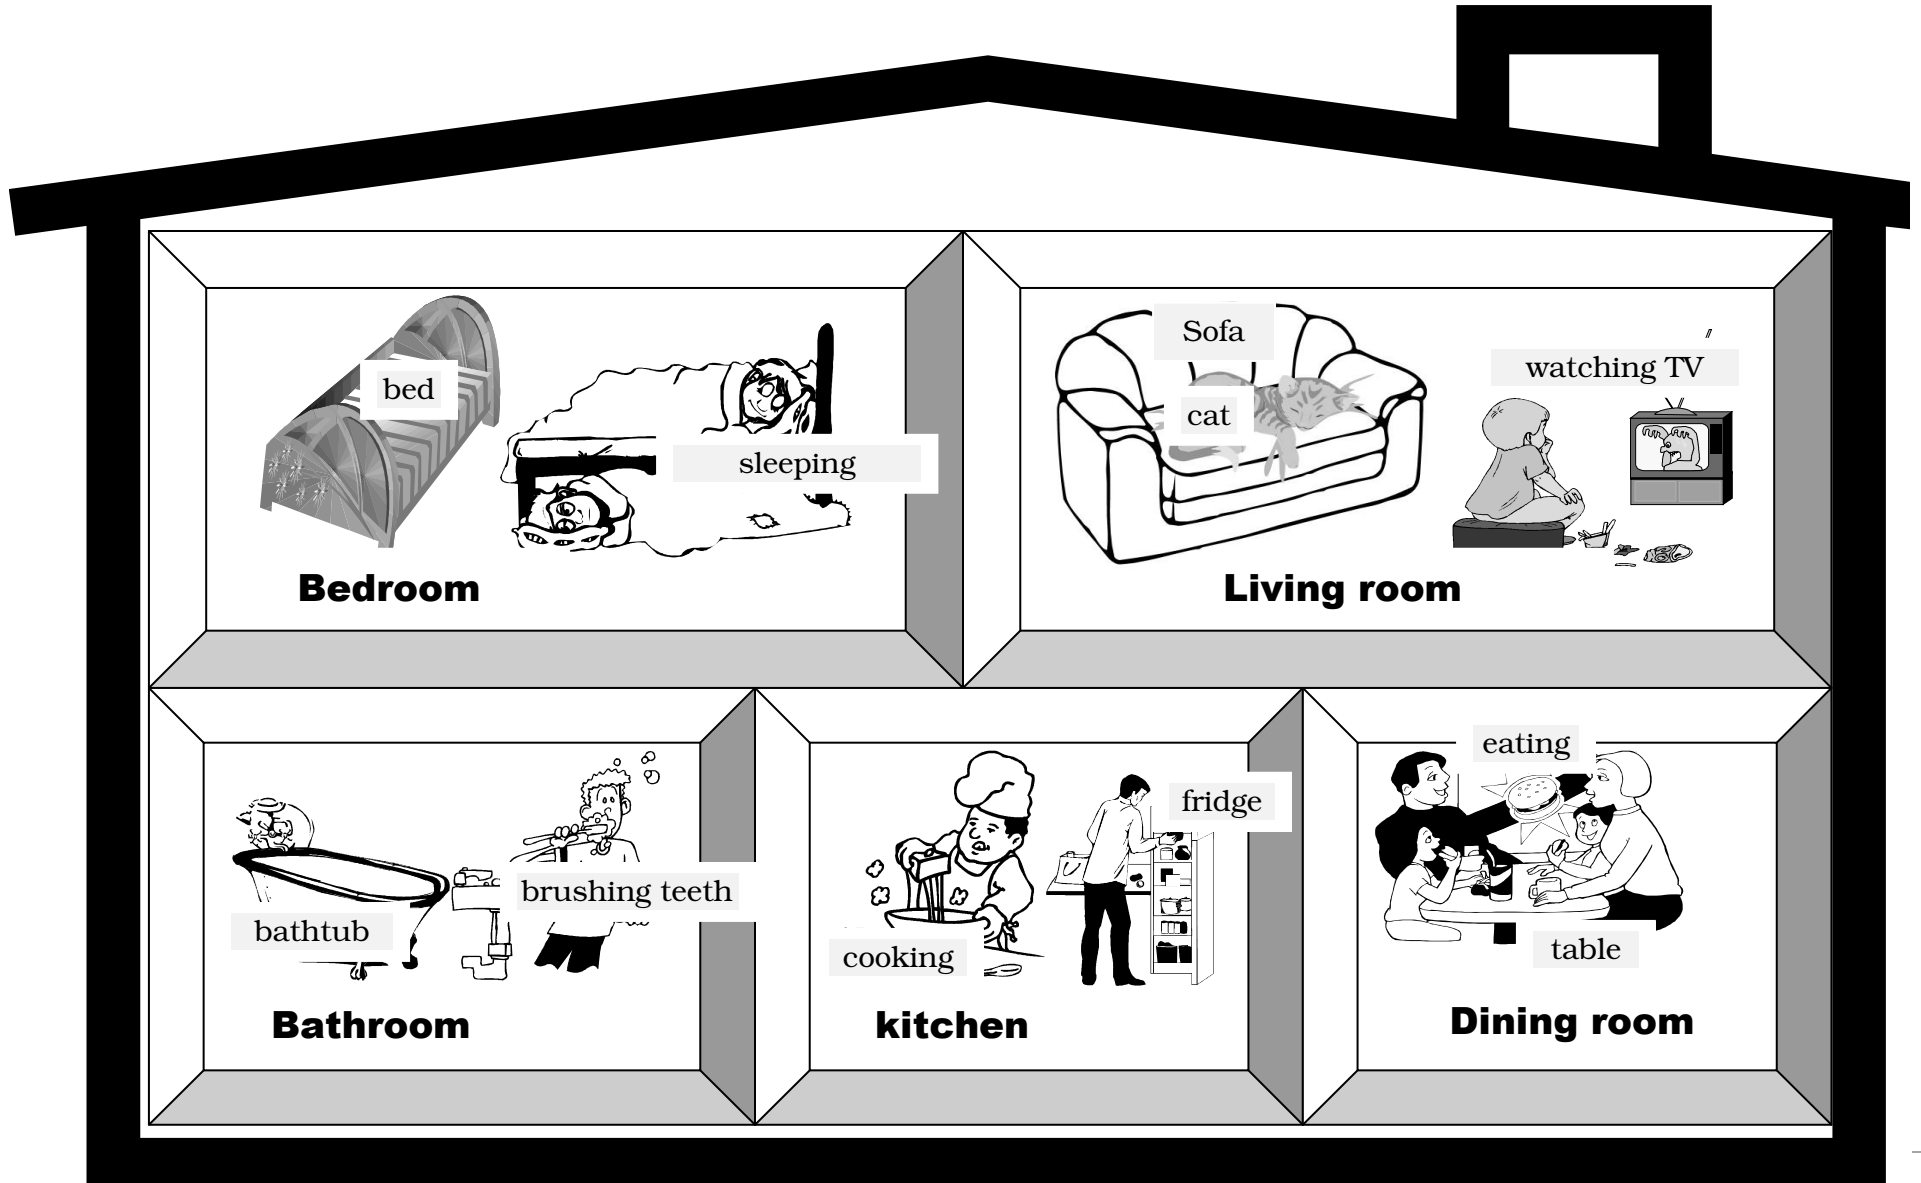 bed
sleeping
Bedroom
Sofa
cat
watching TV
Living room
bathtub
brushing teeth
Bathroom
cooking
fridge
kitchen
eating
table
Dining room